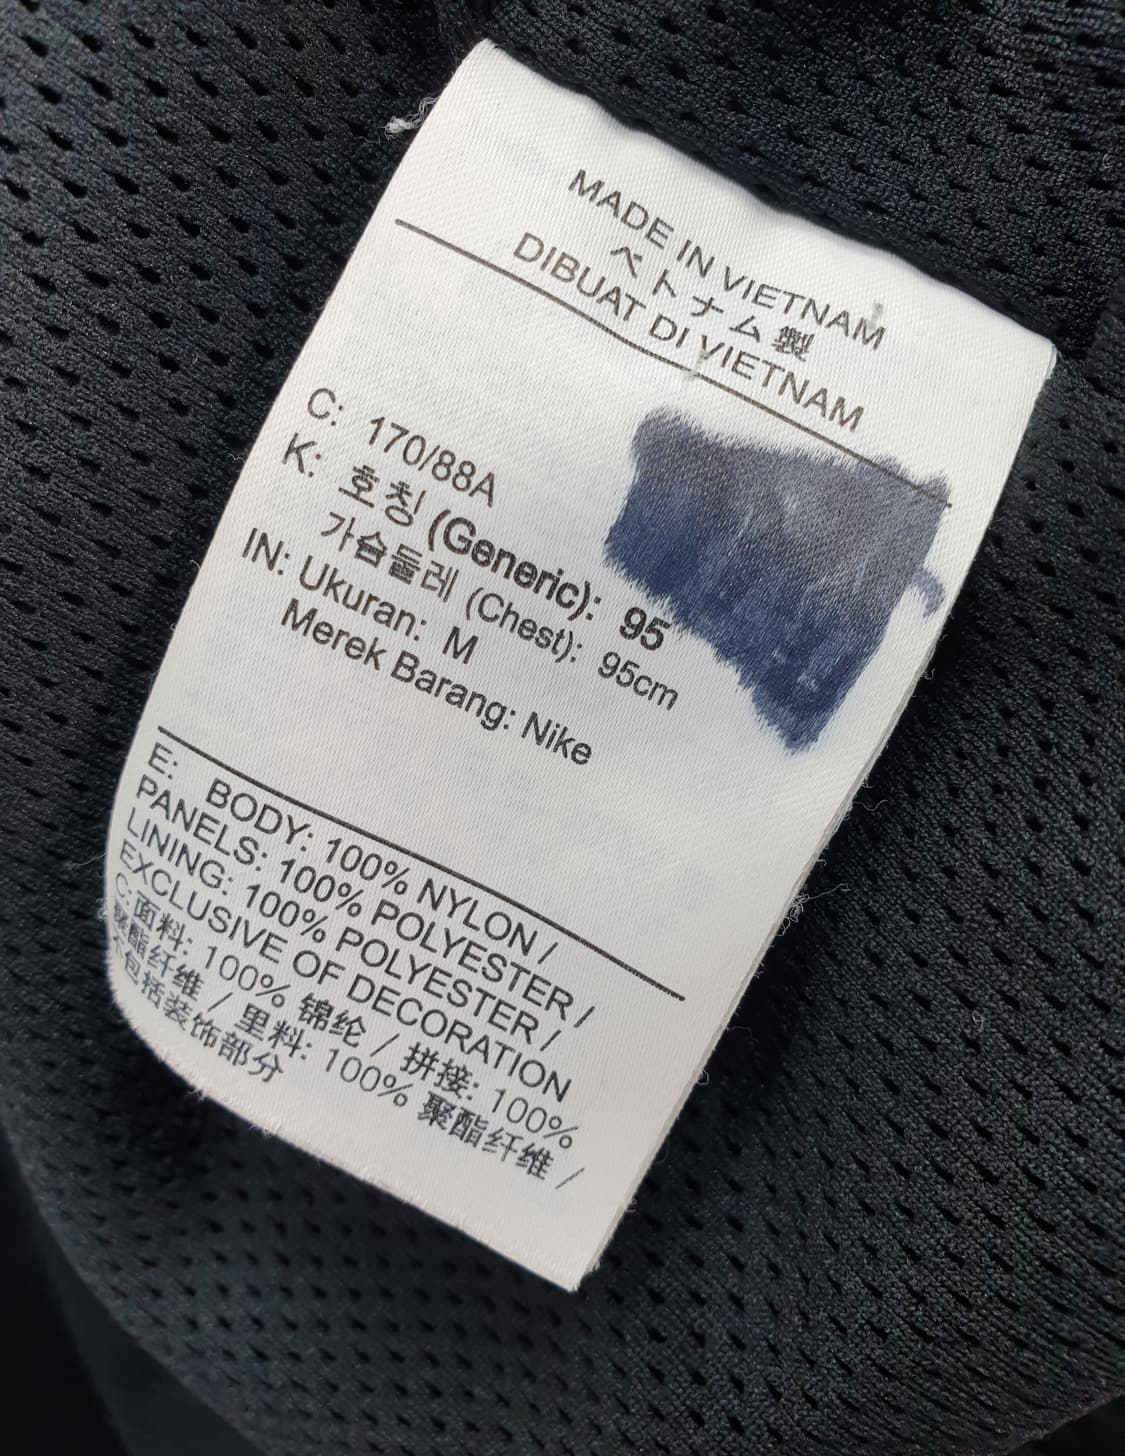 MADE IN VIETNAM
ベトナム製
DIBUAT DI VIETNAM
C: 170/88A
K: 호칭 (Generic): 95
가슴둘레 (Chest): 95cm
IN: Ukuran: M
Merek Barang: Nike
E: BODY: 100% NYLON /
PANELS: 100% POLYESTER /
LINING: 100% POLYESTER /
EXCLUSIVE OF DECORATION
C:面料: 100% 锦纶 / 拼接: 100%
聚酯纤维 / 里料: 100% 聚酯纤维 /
不包括装饰部分